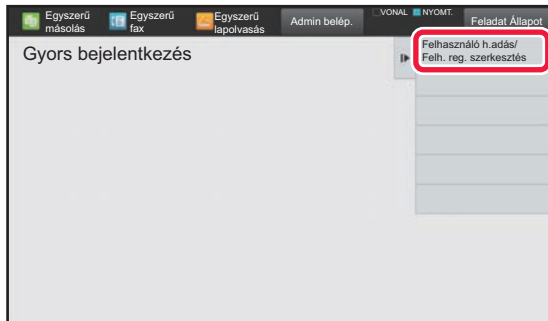 Egyszerű
másolás
Egyszerű
fax
Egyszerű
lapolvasás
Admin belép.
VONAL
NYOMT.
Feladat Állapot
Gyors bejelentkezés
Felhasználó h.adás/
Felh. reg. szerkesztés